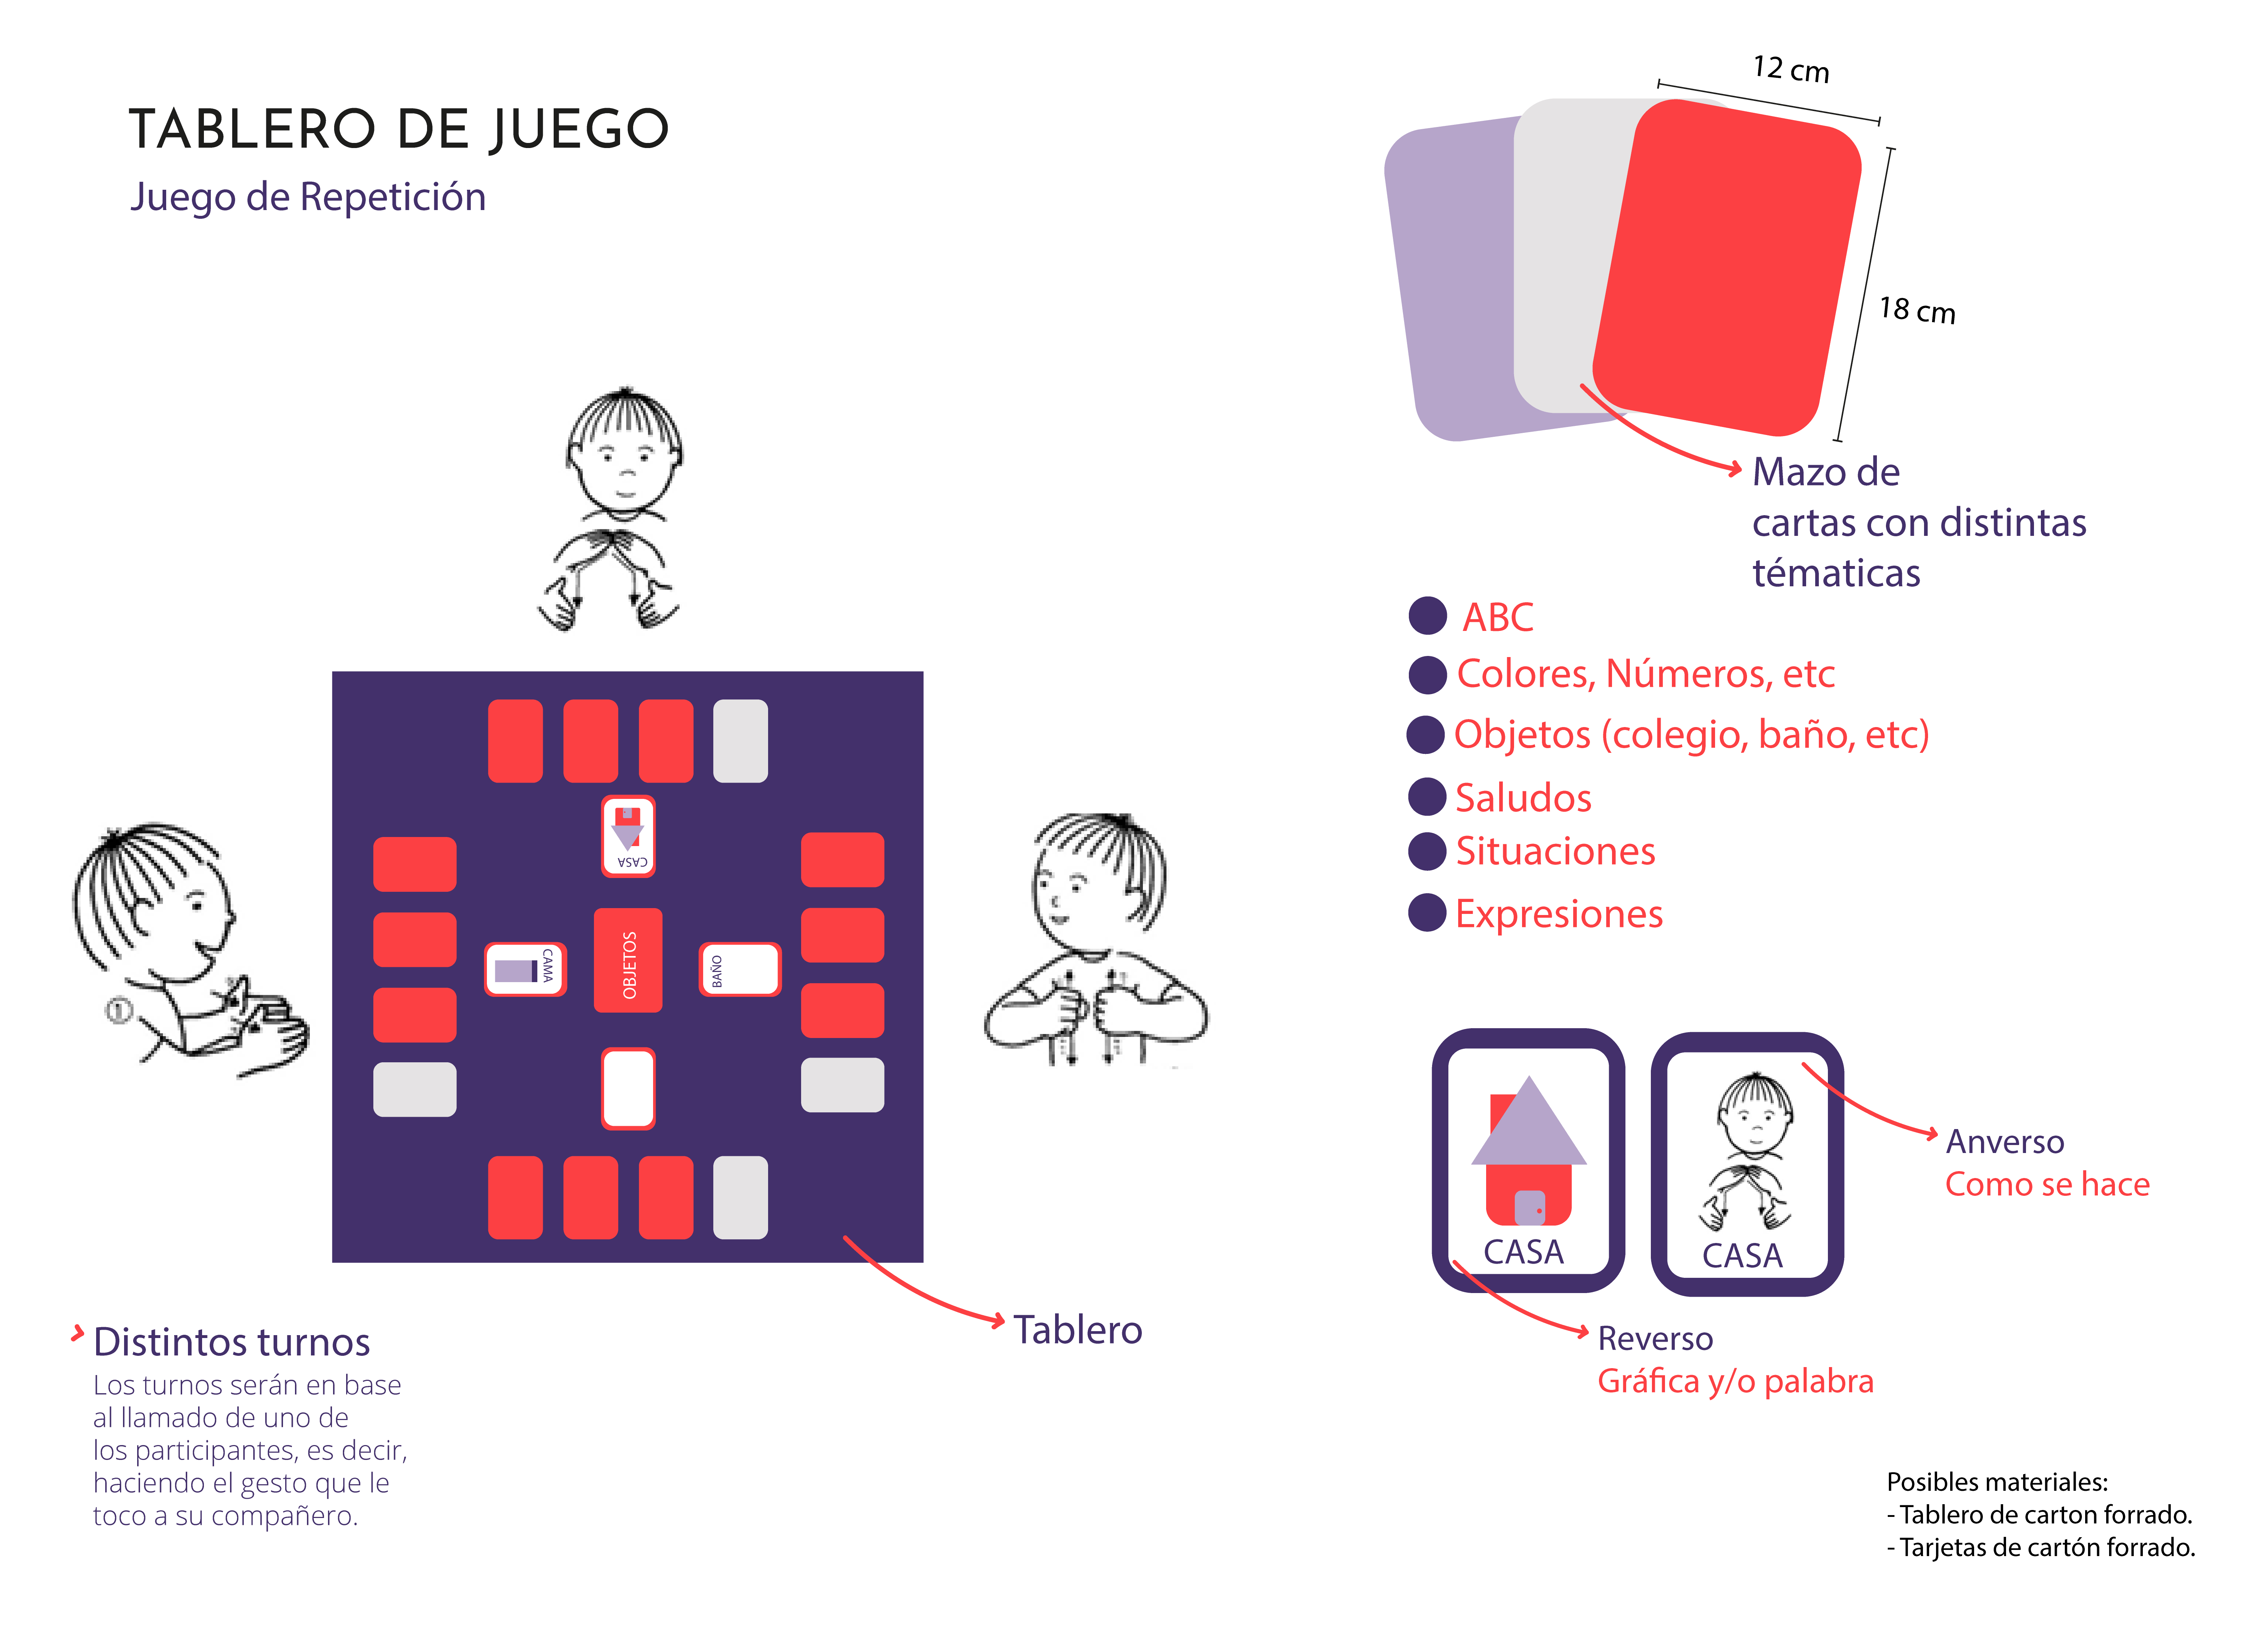 TABLERO DE JUEGO
Juego de Repetición
12 cm
18 cm
Mazo de
cartas con distintas
tématicas
ABC
Colores, Números, etc
Objetos (colegio, baño, etc)
Saludos
Situaciones
Expresiones
CASA
CAMA
OBJETOS
BAÑO
1
Tablero
Distintos turnos
Los turnos serán en base
al llamado de uno de
los participantes, es decir,
haciendo el gesto que le
toco a su compañero.
CASA
CASA
Anverso
Como se hace
Reverso
Gráfica y/o palabra
Posibles materiales:
- Tablero de carton forrado.
- Tarjetas de cartón forrado.